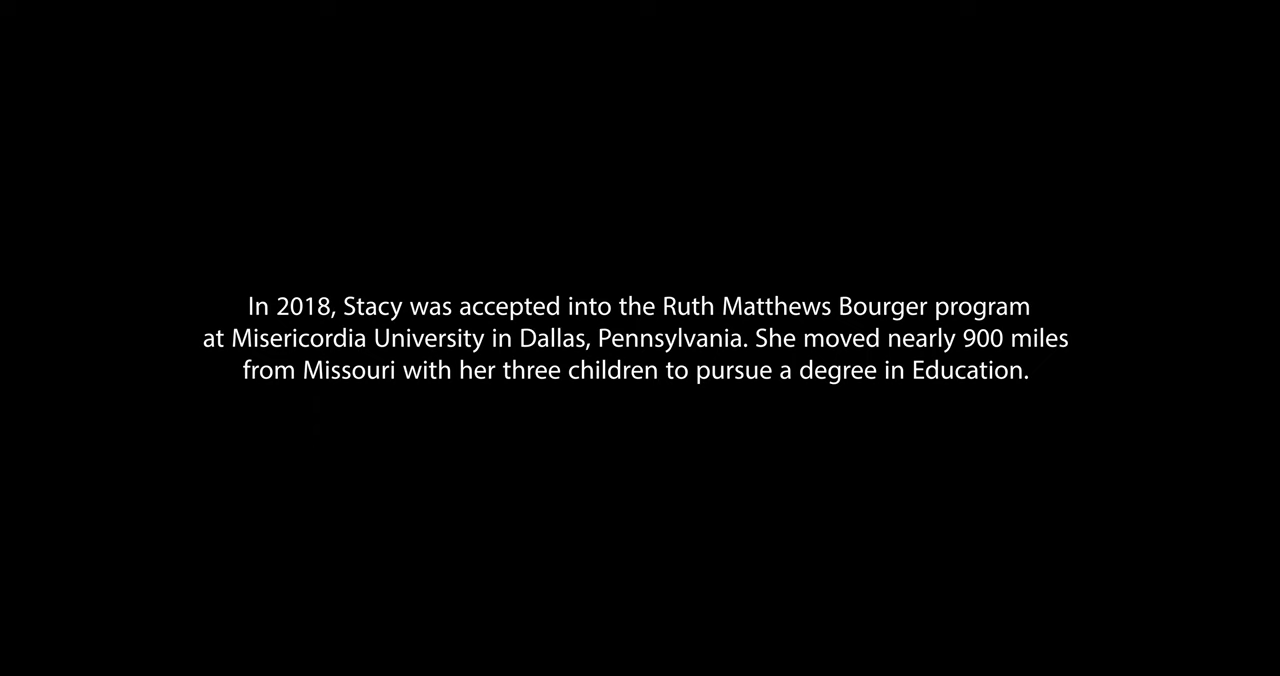 In 2018, Stacy was accepted into the Ruth Matthews Bourger program
at Misericordia University in Dallas, Pennsylvania. She moved nearly 900 miles
from Missouri with her three children to pursue a degree in Education.